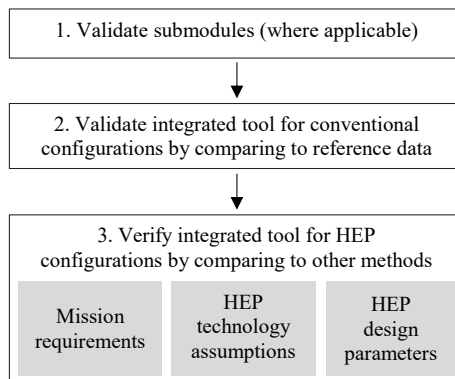 1. Validate submodules (where applicable)
2. Validate integrated tool for conventional
configurations by comparing to reference data
3. Verify integrated tool for HEP
configurations by comparing to other methods
Mission
requirements
HEP
technology
assumptions
HEP
design
parameters